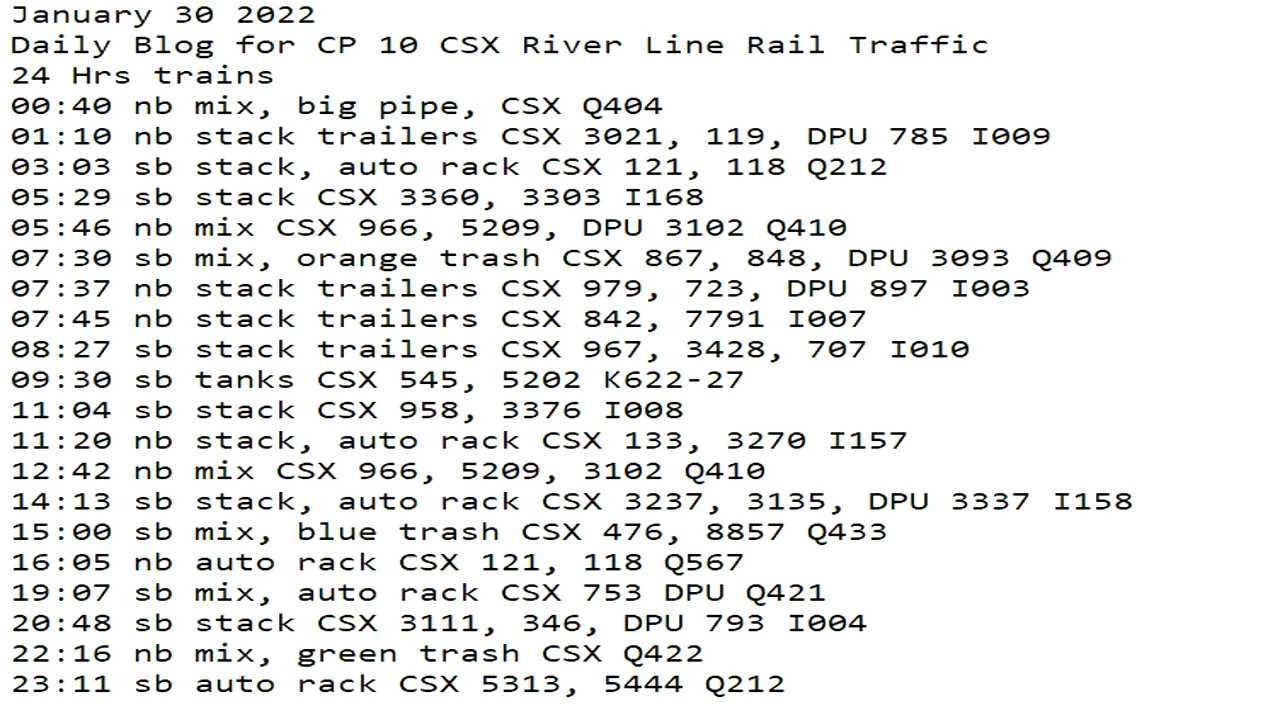 January 30 2022
Daily Blog for CP 10 CSX River Line Rail Traffic
24 Hrs trains
00:40 nb mix, big pipe, CSX Q404
01:10 nb stack trailers CSX 3021, 119, DPU 785 I009
03:03 sb stack, auto rack CSX 121, 118 Q212
05:29 sb stack CSX 3360, 3303 I168
05:46 nb mix CSX 966, 5209, DPU 3102 Q410
07:30 sb mix, orange trash CSX 867, 848, DPU 3093 Q409
07:37 nb stack trailers CSX 979, 723, DPU 897 I003
07:45 nb stack trailers CSX 842, 7791 I007
08:27 sb stack trailers CSX 967, 3428, 707 I010
09:30 sb tanks CSX 545, 5202 K622-27
11:04 sb stack CSX 958, 3376 I008
11:20 nb stack, auto rack CSX 133, 3270 I157
12:42 nb mix CSX 966, 5209, 3102 Q410
14:13 sb stack, auto rack CSX 3237, 3135, DPU 3337 I158
15:00 sb mix, blue trash CSX 476, 8857 Q433
16:05 nb auto rack CSX 121, 118 Q567
19:07 sb mix, auto rack CSX 753 DPU Q421
20:48 sb stack CSX 3111, 346, DPU 793 I004
22:16 nb mix, green trash CSX Q422
23:11 sb auto rack CSX 5313, 5444 Q212